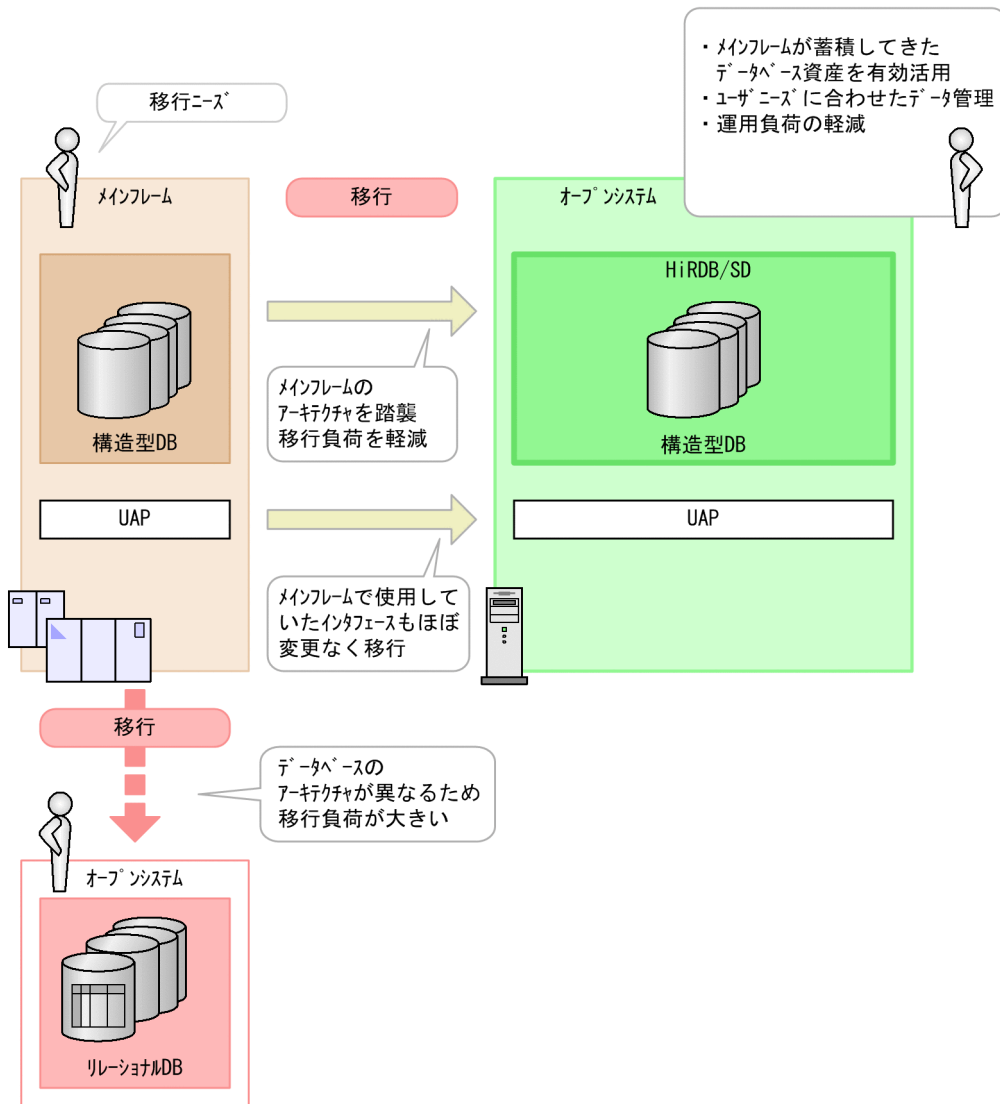 ・ﾒｲﾝﾌﾚｰﾑが蓄積してきた
ﾃﾞｰﾀﾍﾞｰｽ資産を有効活用
・ﾕｰｻﾞﾆｰｽﾞに合わせたﾃﾞｰﾀ管理
・運用負荷の軽減
移行ﾆｰｽﾞ
ﾒｲﾝﾌﾚｰﾑ
移行
ｵｰﾌﾟﾝｼｽﾃﾑ
HiRDB/SD
構造型DB
ﾒｲﾝﾌﾚｰﾑの
ｱｰｷﾃｸﾁｬを踏襲
移行負荷を軽減
構造型DB
UAP
UAP
ﾒｲﾝﾌﾚｰﾑで使用して
いたｲﾝﾀﾌｪｰｽもほぼ
変更なく移行
移行
ﾃﾞｰﾀﾍﾞｰｽの
ｱｰｷﾃｸﾁｬが異なるため
移行負荷が大きい
ｵｰﾌﾟﾝｼｽﾃﾑ
ﾘﾚｰｼｮﾅﾙDB